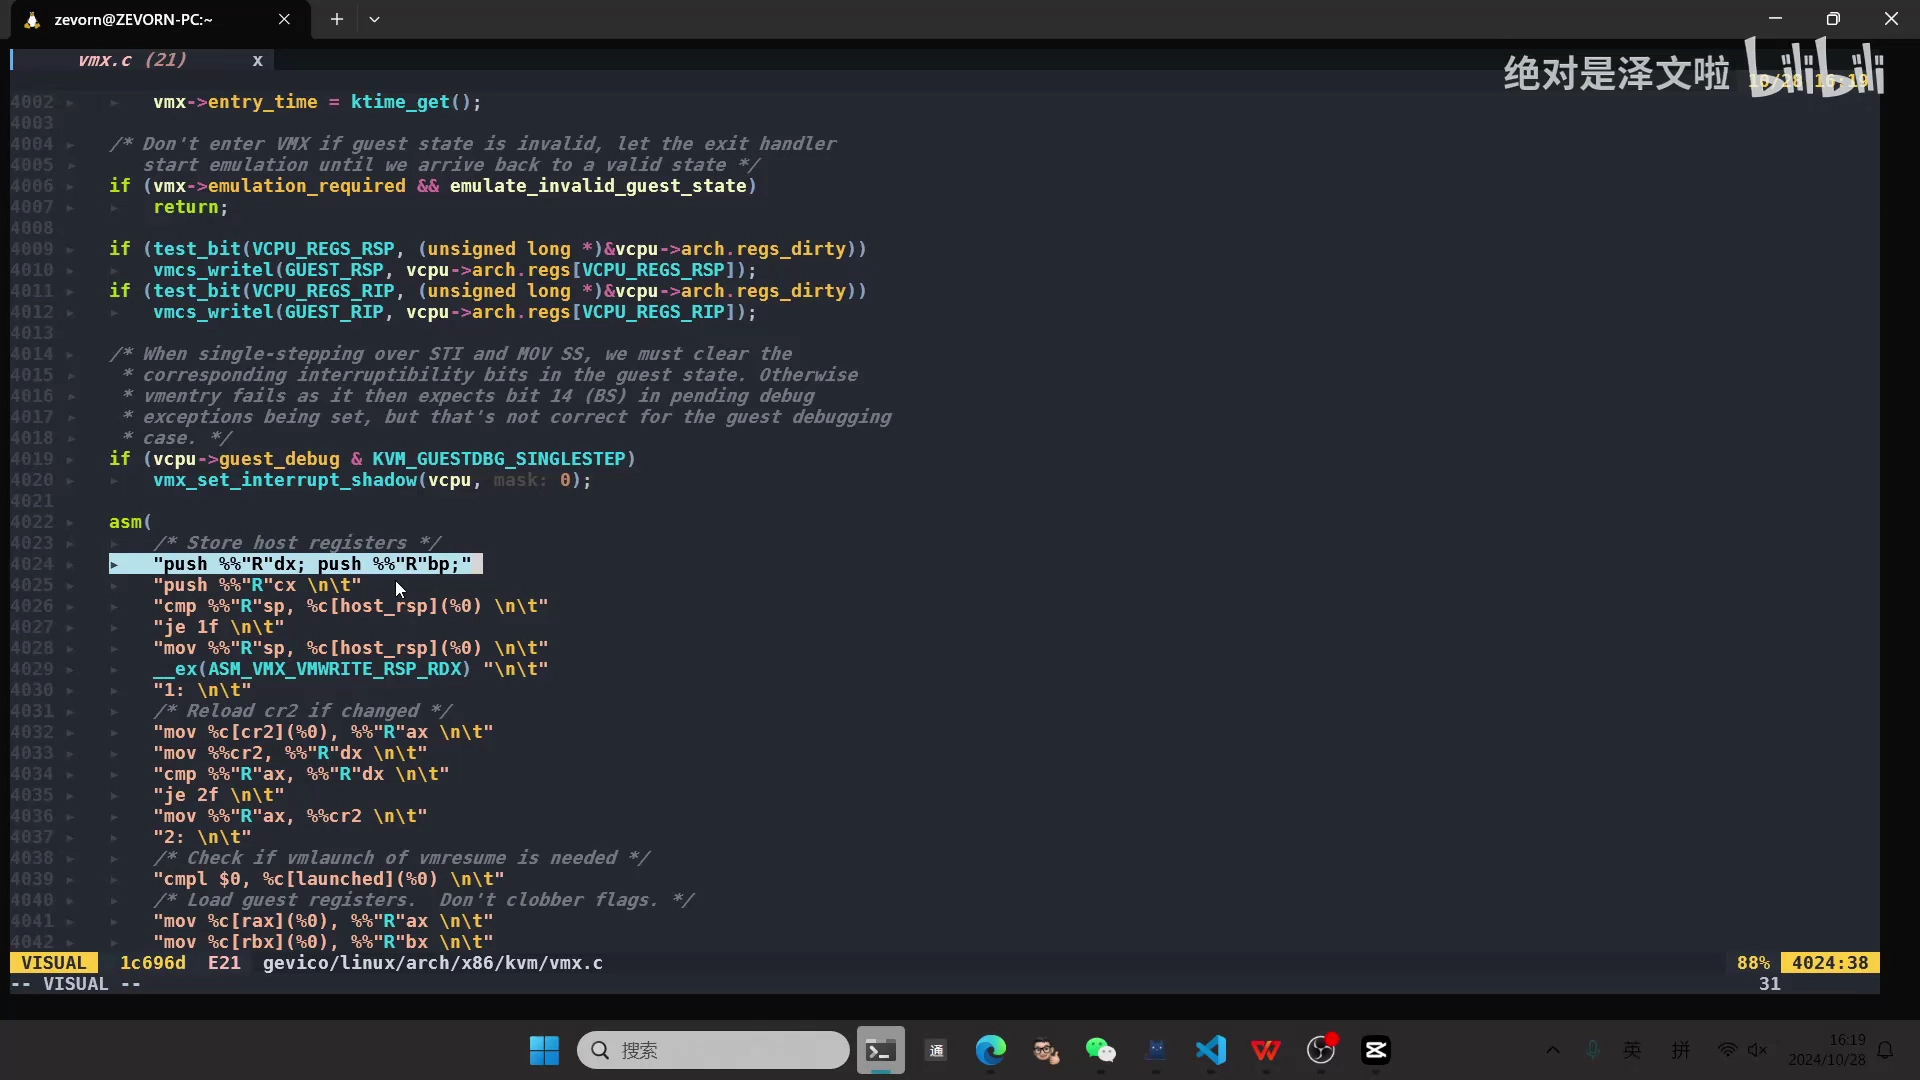 zevorn@ZEVORN-PC:~
vmx.c (21) x
绝对是泽文啦 bilibili
10/28 16:19
4002 vmx->entry_time = ktime_get();
4003
4004 /* Don't enter VMX if guest state is invalid, let the exit handler
4005 start emulation until we arrive back to a valid state */
4006 if (vmx->emulation_required && emulate_invalid_guest_state)
4007 return;
4008
4009 if (test_bit(VCPU_REGS_RSP, (unsigned long *)&vcpu->arch.regs_dirty))
4010 vmcs_writel(GUEST_RSP, vcpu->arch.regs[VCPU_REGS_RSP]);
4011 if (test_bit(VCPU_REGS_RIP, (unsigned long *)&vcpu->arch.regs_dirty))
4012 vmcs_writel(GUEST_RIP, vcpu->arch.regs[VCPU_REGS_RIP]);
4013
4014 /* When single-stepping over STI and MOV SS, we must clear the
4015 * corresponding interruptibility bits in the guest state. Otherwise
4016 * vmentry fails as it then expects bit 14 (BS) in pending debug
4017 * exceptions being set, but that's not correct for the guest debugging
4018 * case. */
4019 if (vcpu->guest_debug & KVM_GUESTDBG_SINGLESTEP)
4020 vmx_set_interrupt_shadow(vcpu, mask: 0);
4021
4022 asm(
4023 /* Store host registers */
4024 "push %%"R"dx; push %%"R"bp;"
4025 "push %%"R"cx \n\t"
4026 "cmp %%"R"sp, %c[host_rsp](%0) \n\t"
4027 "je 1f \n\t"
4028 "mov %%"R"sp, %c[host_rsp](%0) \n\t"
4029 __ex(ASM_VMX_VMWRITE_RSP_RDX) "\n\t"
4030 "1: \n\t"
4031 /* Reload cr2 if changed */
4032 "mov %c[cr2](%0), %%"R"ax \n\t"
4033 "mov %%cr2, %%"R"dx \n\t"
4034 "cmp %%"R"ax, %%"R"dx \n\t"
4035 "je 2f \n\t"
4036 "mov %%"R"ax, %%cr2 \n\t"
4037 "2: \n\t"
4038 /* Check if vmlaunch of vmresume is needed */
4039 "cmpl $0, %c[launched](%0) \n\t"
4040 /* Load guest registers.  Don't clobber flags. */
4041 "mov %c[rax](%0), %%"R"ax \n\t"
4042 "mov %c[rbx](%0), %%"R"bx \n\t"
VISUAL 1c696d E21 gevico/linux/arch/x86/kvm/vmx.c 88% 4024:38
-- VISUAL -- 31
搜索
通
英 拼
16:19
2024/10/28